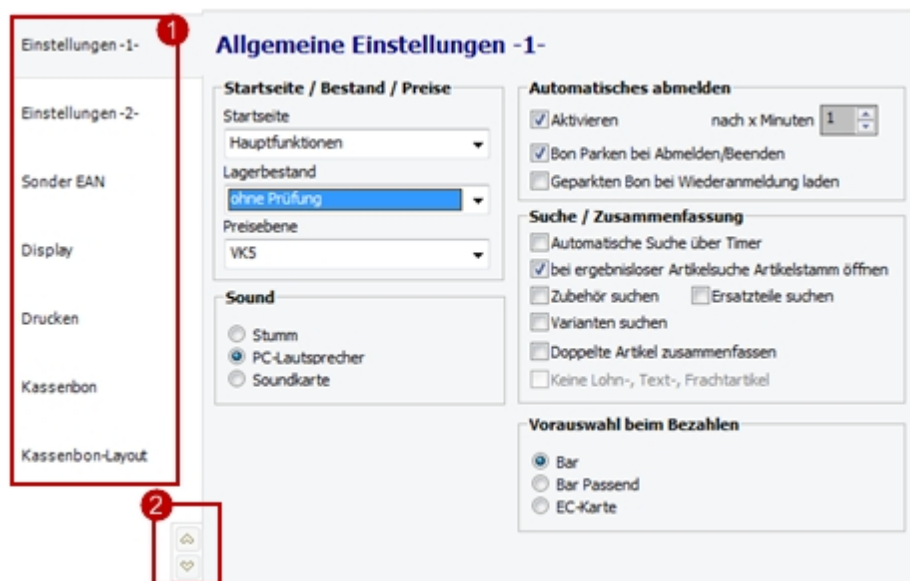 1
Einstellungen -1-
Einstellungen -2-
Sonder EAN
Display
Drucken
Kassenbon
Kassenbon-Layout
2
Allgemeine Einstellungen -1-
Startseite / Bestand / Preise
Startseite
Hauptfunktionen
Lagerbestand
ohne Prüfung
Preisebene
VK5
Sound
Stumm
PC-Lautsprecher
Soundkarte
Automatisches abmelden
Aktivieren nach x Minuten 1
Bon Parken bei Abmelden/Beenden
Geparkten Bon bei Wiederanmeldung laden
Suche / Zusammenfassung
Automatische Suche über Timer
bei ergebnisloser Artikelsuche Artikelstamm öffnen
Zubehör suchen Ersatzteile suchen
Varianten suchen
Doppelte Artikel zusammenfassen
Keine Lohn-, Text-, Frachtartikel
Vorauswahl beim Bezahlen
Bar
Bar Passend
EC-Karte